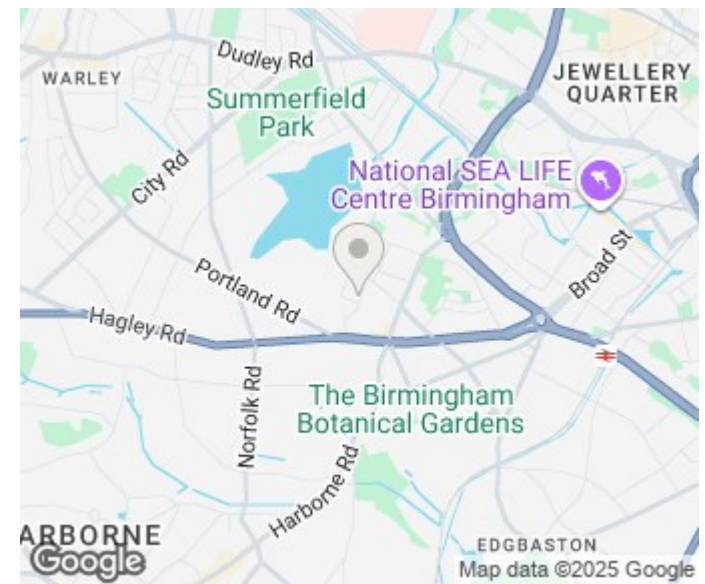 Dudley Rd
WARLEY
JEWELLERY
QUARTER
Summerfield
Park
National SEA LIFE
Centre Birmingham
City Rd
Broad St
Portland Rd
Hagley Rd
Norfolk Rd
The Birmingham
Botanical Gardens
Harborne Rd
ARBORNE
EDGBASTON
Google
Map data ©2025 Google